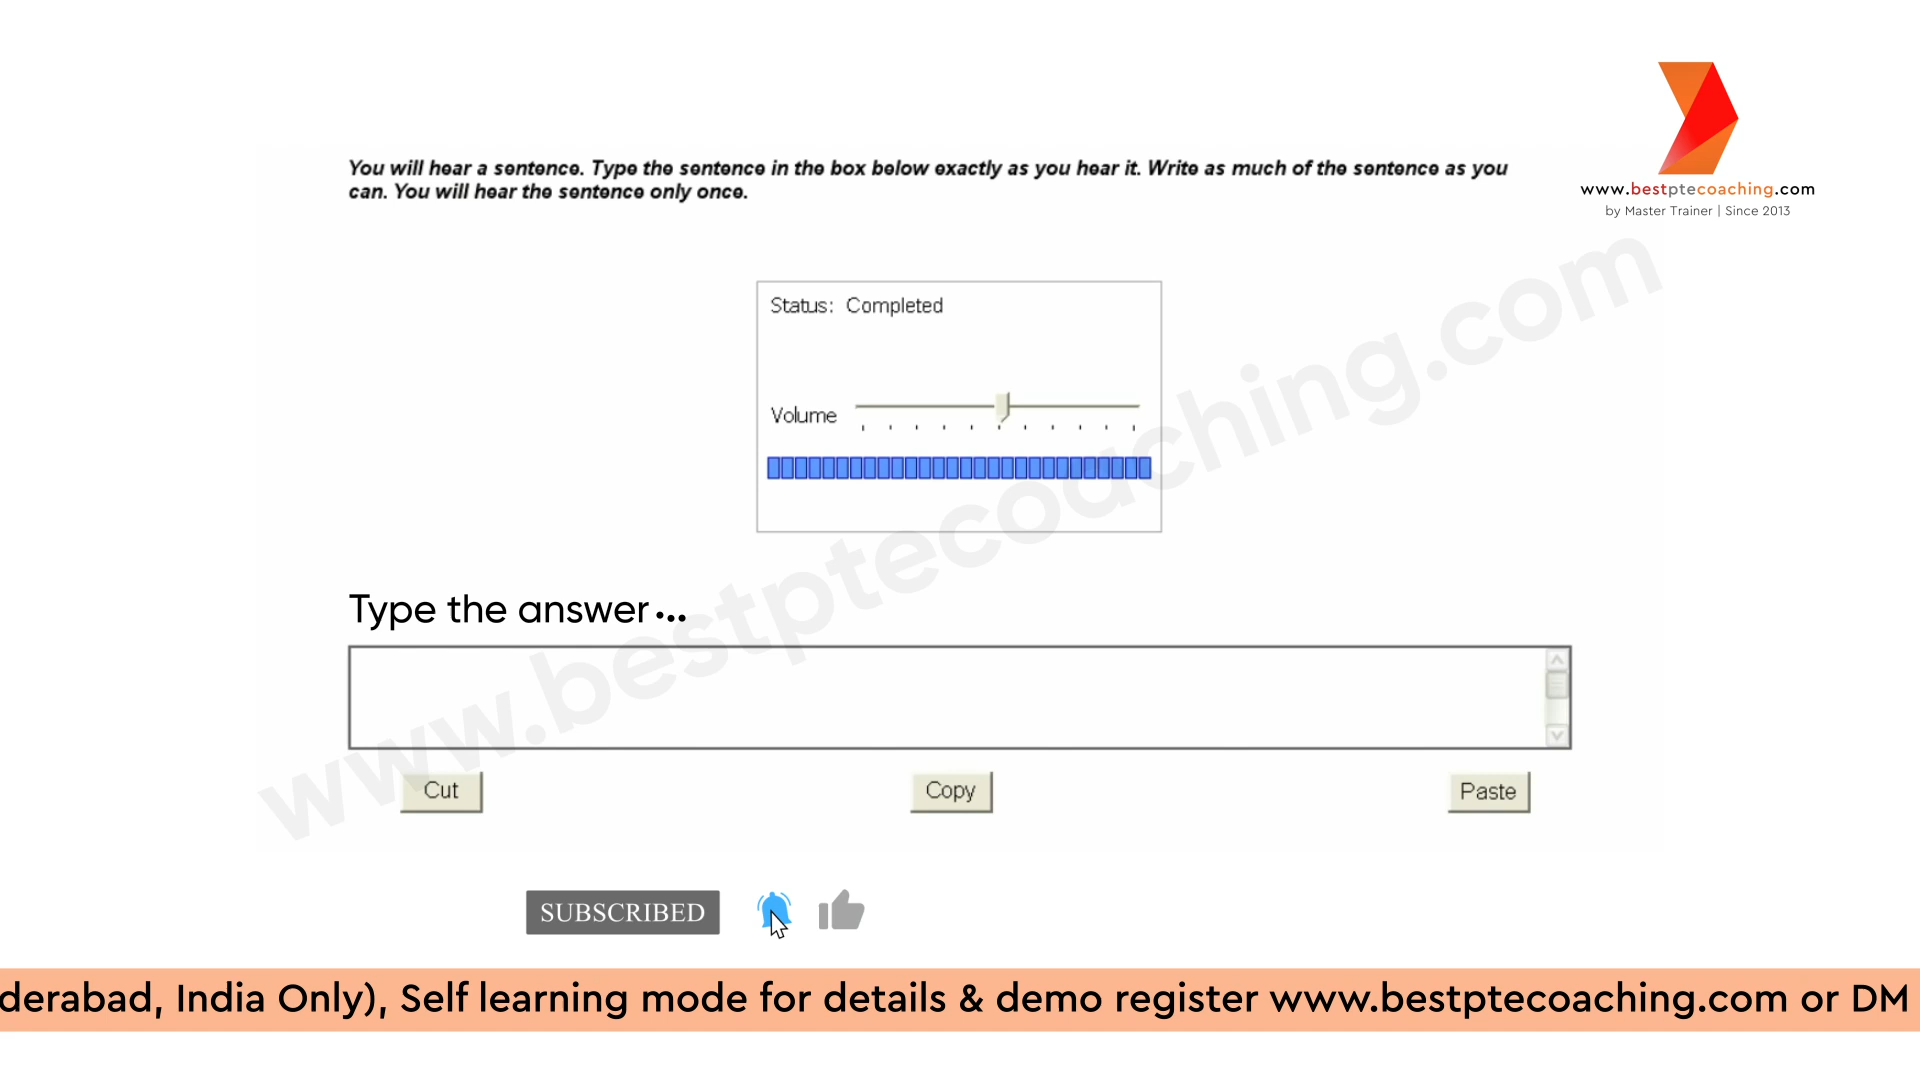 You will hear a sentence. Type the sentence in the box below exactly as you hear it. Write as much of the sentence as you
can. You will hear the sentence only once.
www.bestptecoaching.com
by Master Trainer | Since 2013
Status: Completed
Volume
www.bestptecoaching.com
Type the answer...
Cut
Copy
Paste
SUBSCRIBED
derabad, India Only), Self learning mode for details & demo register www.bestptecoaching.com or DM